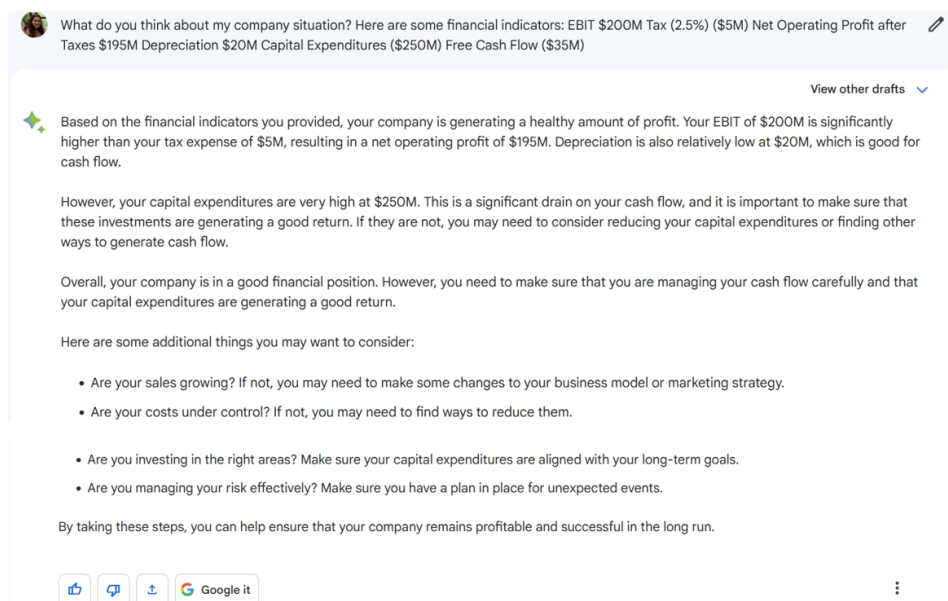 What do you think about my company situation? Here are some financial indicators: EBIT $200M Tax (2.5%) ($5M) Net Operating Profit after
Taxes $195M Depreciation $20M Capital Expenditures ($250M) Free Cash Flow ($35M)
View other drafts
Based on the financial indicators you provided, your company is generating a healthy amount of profit. Your EBIT of $200M is significantly
higher than your tax expense of $5M, resulting in a net operating profit of $195M. Depreciation is also relatively low at $20M, which is good for
cash flow.
However, your capital expenditures are very high at $250M. This is a significant drain on your cash flow, and it is important to make sure that
these investments are generating a good return. If they are not, you may need to consider reducing your capital expenditures or finding other
ways to generate cash flow.
Overall, your company is in a good financial position. However, you need to make sure that you are managing your cash flow carefully and that
your capital expenditures are generating a good return.
Here are some additional things you may want to consider:
• Are your sales growing? If not, you may need to make some changes to your business model or marketing strategy.
• Are your costs under control? If not, you may need to find ways to reduce them.
• Are you investing in the right areas? Make sure your capital expenditures are aligned with your long-term goals.
• Are you managing your risk effectively? Make sure you have a plan in place for unexpected events.
By taking these steps, you can help ensure that your company remains profitable and successful in the long run.
Google it